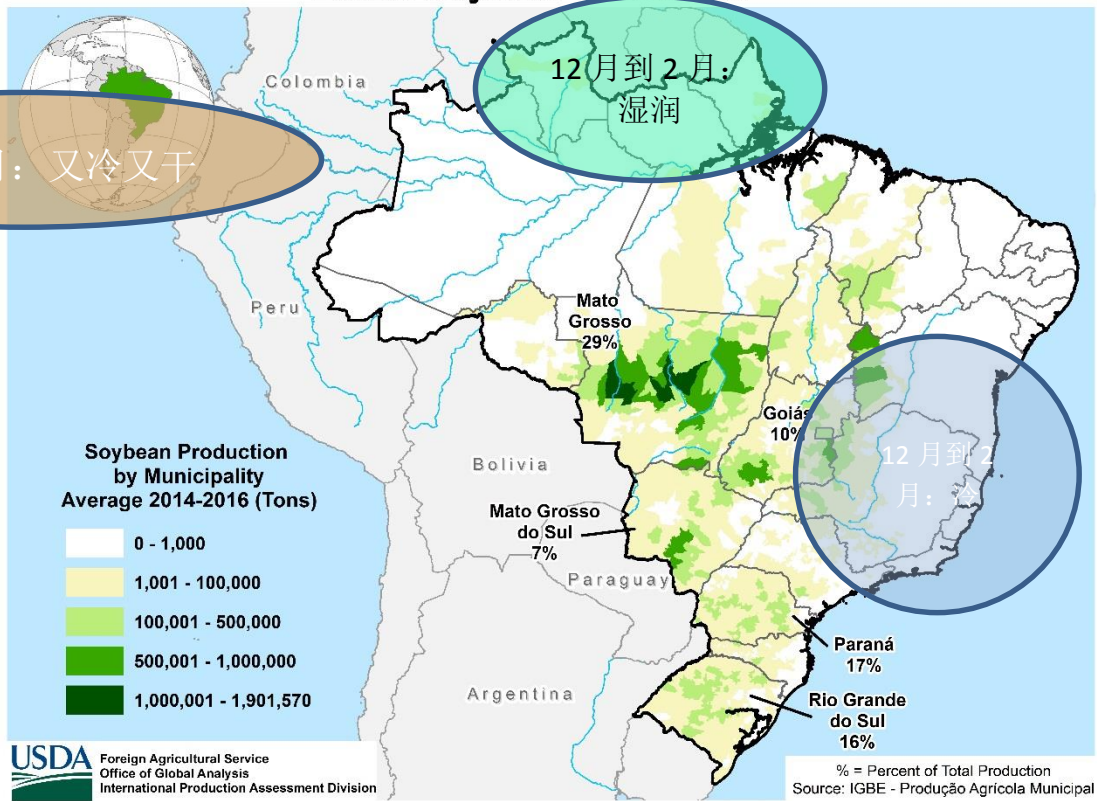 Colombia
12 月到 2 月：
湿润
月：又冷又干
Peru
Mato
Grosso
29%
Goiás
10%
12 月到 2
月：冷
Soybean Production
by Municipality
Average 2014-2016 (Tons)
0 - 1,000
1,001 - 100,000
100,001 - 500,000
500,001 - 1,000,000
1,000,001 - 1,901,570
Bolivia
Mato Grosso
do Sul
7%
Paraguay
Paraná
17%
Argentina
Rio Grande
do Sul
16%
USDA
Foreign Agricultural Service
Office of Global Analysis
International Production Assessment Division
% = Percent of Total Production
Source: IGBE - Produção Agrícola Municipal